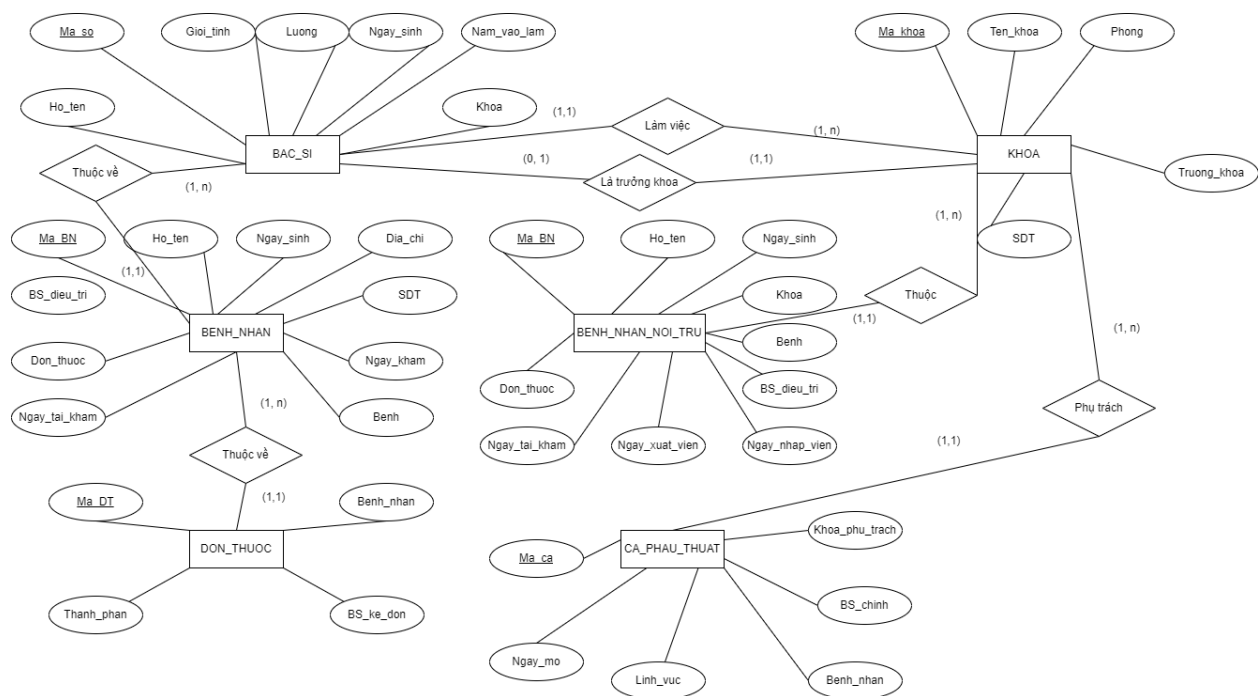 Ma_so
Gioi_tinh
Luong
Ngay_sinh
Nam_vao_lam
Ma_khoa
Ten_khoa
Phong
Ho_ten
Khoa
(1,1)
Làm việc
(1, n)
BAC_SI
KHOA
Thuộc về
(0, 1)
(1,1)
Là trưởng khoa
Truong_khoa
(1, n)
(1, n)
Ma_BN
Ho_ten
Ngay_sinh
Dia_chi
Ma_BN
Ho_ten
Ngay_sinh
SDT
(1,1)
BS_dieu_tri
SDT
Khoa
Thuộc
(1,1)
BENH_NHAN
BENH_NHAN_NOI_TRU
(1, n)
Benh
Don_thuoc
Ngay_kham
Don_thuoc
BS_dieu_tri
Ngay_tai_kham
(1, n)
Benh
Phụ trách
Ngay_tai_kham
Ngay_xuat_vien
Ngay_nhap_vien
(1,1)
Thuộc về
(1,1)
Ma_DT
Benh_nhan
Khoa_phu_trach
DON_THUOC
Ma_ca
CA_PHAU_THUAT
Thanh_phan
BS_ke_don
BS_chinh
Ngay_mo
Linh_vuc
Benh_nhan